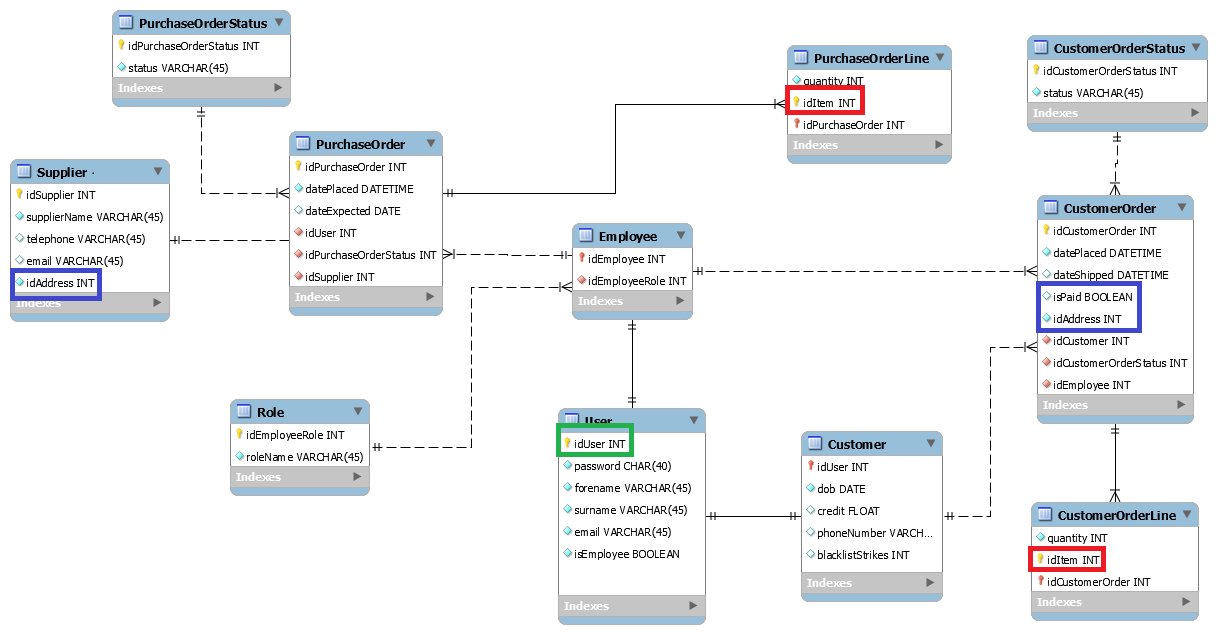 PurchaseOrderStatus
idPurchaseOrderStatus INT
status VARCHAR(45)
Indexes
PurchaseOrderLine
quantity INT
idItem INT
idPurchaseOrder INT
Indexes
CustomerOrderStatus
idCustomerOrderStatus INT
status VARCHAR(45)
Indexes
Supplier
idSupplier INT
supplierName VARCHAR(45)
telephone VARCHAR(45)
email VARCHAR(45)
idAddress INT
Indexes
PurchaseOrder
idPurchaseOrder INT
datePlaced DATETIME
dateExpected DATE
idUser INT
idPurchaseOrderStatus INT
idSupplier INT
Indexes
Employee
idEmployee INT
idEmployeeRole INT
Indexes
CustomerOrder
idCustomerOrder INT
datePlaced DATETIME
dateShipped DATETIME
isPaid BOOLEAN
idAddress INT
idCustomer INT
idCustomerOrderStatus INT
idEmployee INT
Indexes
Role
idEmployeeRole INT
roleName VARCHAR(45)
Indexes
User
idUser INT
password CHAR(40)
forename VARCHAR(45)
surname VARCHAR(45)
email VARCHAR(45)
isEmployee BOOLEAN
Indexes
Customer
idUser INT
dob DATE
credit FLOAT
phoneNumber VARCH...
blacklistStrikes INT
Indexes
CustomerOrderLine
quantity INT
idItem INT
idCustomerOrder INT
Indexes